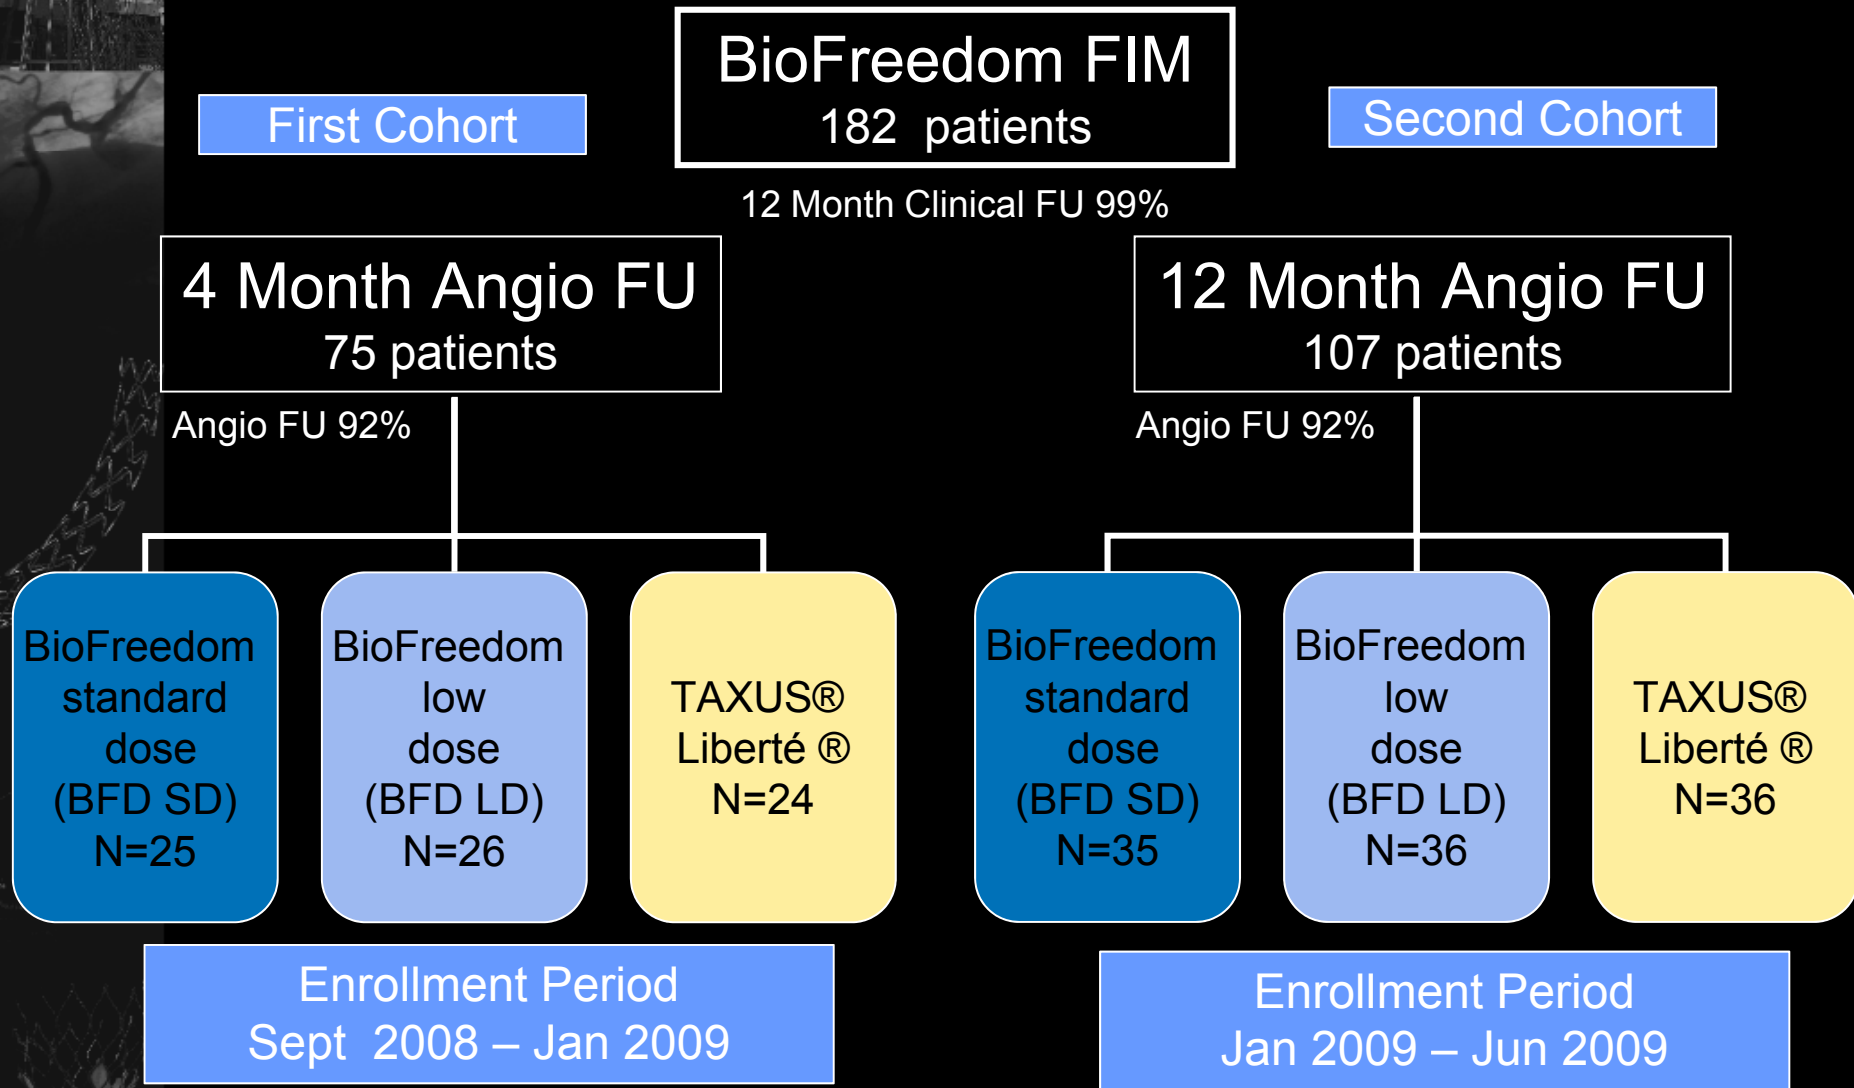 BioFreedom FIM
182 patients
First Cohort
Second Cohort
12 Month Clinical FU 99%
4 Month Angio FU
75 patients
12 Month Angio FU
107 patients
Angio FU 92%
Angio FU 92%
BioFreedom
standard
dose
(BFD SD)
N=25
BioFreedom
low
dose
(BFD LD)
N=26
TAXUS®
Liberté ®
N=24
BioFreedom
standard
dose
(BFD SD)
N=35
BioFreedom
low
dose
(BFD LD)
N=36
TAXUS®
Liberté ®
N=36
Enrollment Period
Sept 2008 – Jan 2009
Enrollment Period
Jan 2009 – Jun 2009